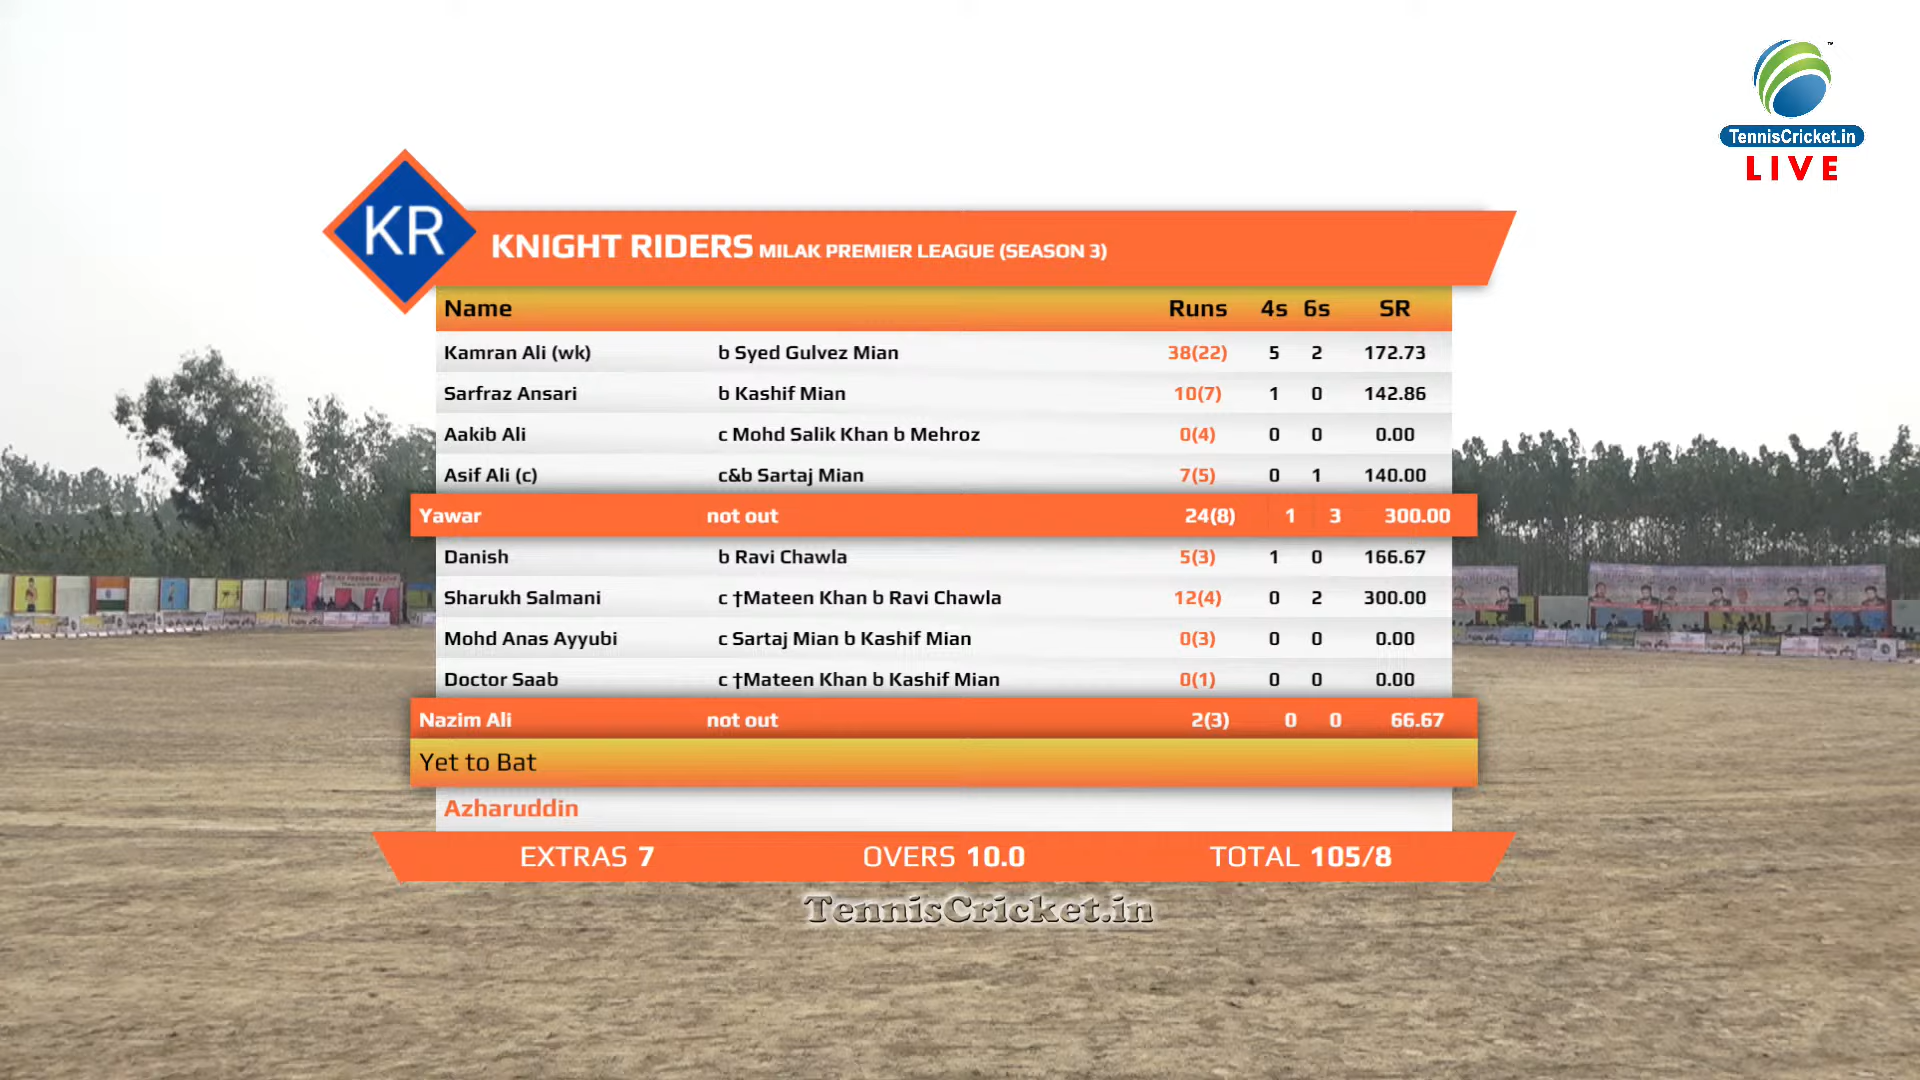 TennisCricket.in
LIVE
KR
KNIGHT RIDERS MILAK PREMIER LEAGUE (SEASON 3)
Name Runs 4s 6s SR
Kamran Ali (wk) b Syed Gulvez Mian 38(22) 5 2 172.73
Sarfraz Ansari b Kashif Mian 10(7) 1 0 142.86
Aakib Ali c Mohd Salik Khan b Mehroz 0(4) 0 0 0.00
Asif Ali (c) c&b Sartaj Mian 7(5) 0 1 140.00
Yawar not out 24(8) 1 3 300.00
Danish b Ravi Chawla 5(3) 1 0 166.67
Sharukh Salmani c †Mateen Khan b Ravi Chawla 12(4) 0 2 300.00
Mohd Anas Ayyubi c Sartaj Mian b Kashif Mian 0(3) 0 0 0.00
Doctor Saab c †Mateen Khan b Kashif Mian 0(1) 0 0 0.00
Nazim Ali not out 2(3) 0 0 66.67
Yet to Bat
Azharuddin
EXTRAS 7 OVERS 10.0 TOTAL 105/8
TennisCricket.in
MILAK PREMIER LEAGUE